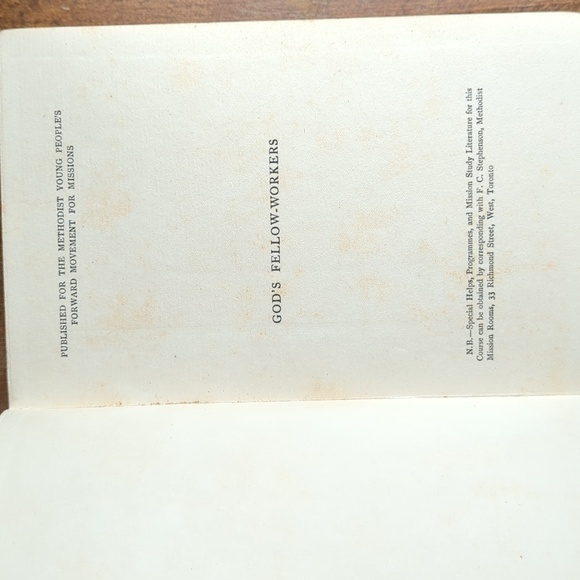 PUBLISHED FOR THE METHODIST YOUNG PEOPLE'S
FORWARD MOVEMENT FOR MISSIONS
GOD'S FELLOW-WORKERS
N.B.—Special Helps, Programmes, and Mission Study Literature for this
Course can be obtained by corresponding with F. C. Stephenson, Methodist
Mission Rooms, 33 Richmond Street, West, Toronto